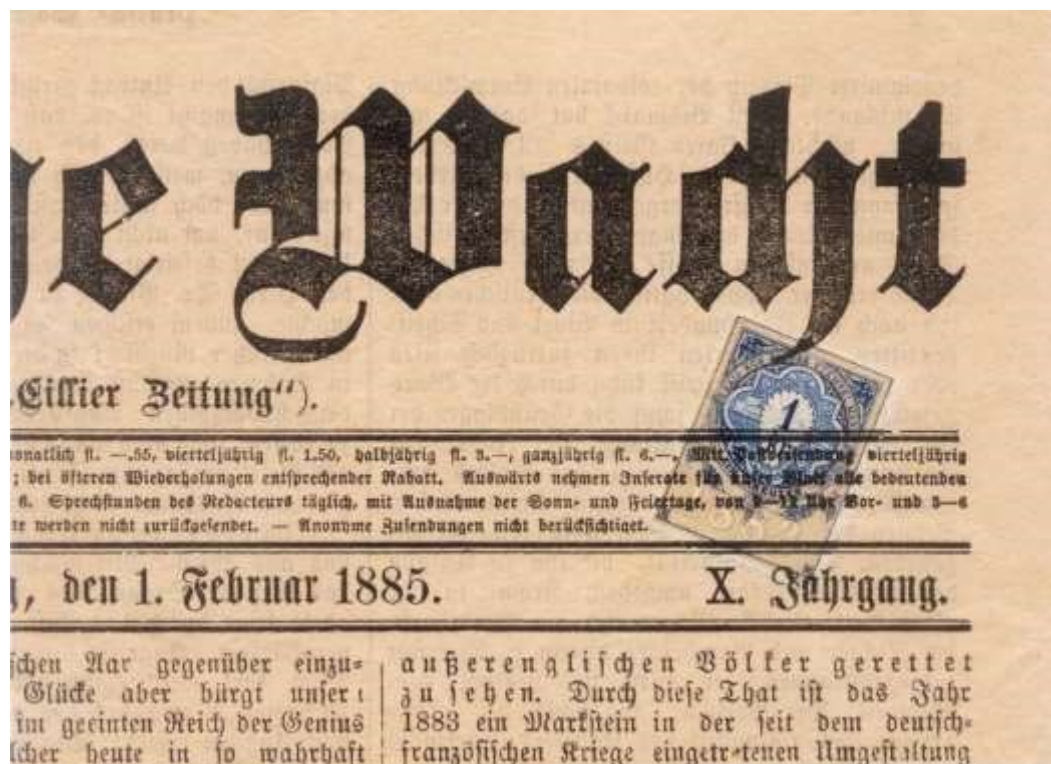 ge Wacht
Cillier Zeitung“).
monatlich fl. —.55, vierteljährig fl. 1.50, halbjährig fl. 3.—, ganzjährig fl. 6.—. Mit Postversendung vierteljährig
; bei öfteren Wiederholungen entsprechender Rabatt. Auswärts nehmen Inserate für unser Blatt alle bedeutenden
6. Sprechstunden des Redacteurs täglich, mit Ausnahme der Sonn- und Feiertage, von 9—12 Uhr Vor- und 3—6
te werden nicht zurückgesendet. — Anonyme Zusendungen nicht berücksichtiget.
1
, den 1. Februar 1885.
X. Jahrgang.
schen Aar gegenüber einzu-
Glücke aber bürgt unser
im geeinten Reich der Genius
lcher heute in so wahrhaft
außerenglischen Völker gerettet
zu sehen. Durch diese That ist das Jahr
1883 ein Markstein in der seit dem deutsch-
französischen Kriege eingetretenen Umgestaltung